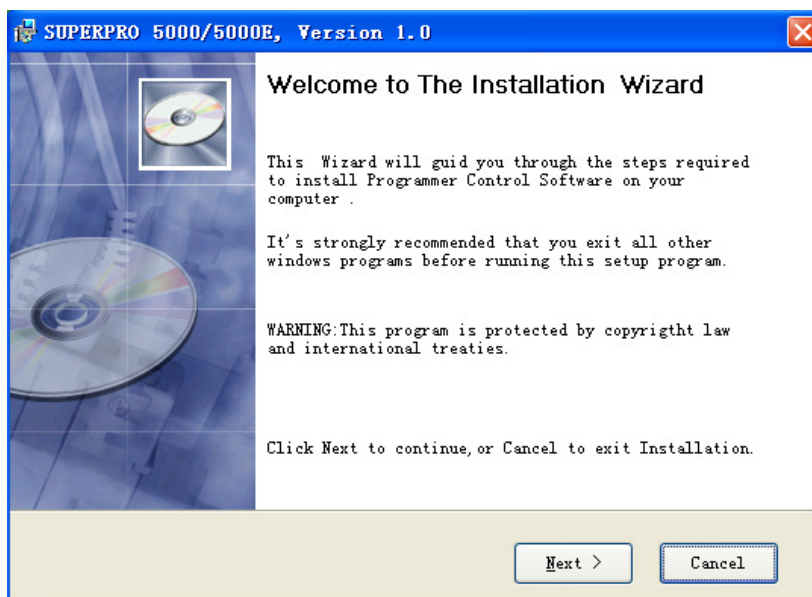 SUPERPRO 5000/5000E, Version 1.0
Welcome to The Installation Wizard
This Wizard will guid you through the steps required
to install Programmer Control Software on your
computer .
It's strongly recommended that you exit all other
windows programs before running this setup program.
WARNING:This program is protected by copyrigtht law
and international treaties.
Click Next to continue,or Cancel to exit Installation.
Next >
Cancel